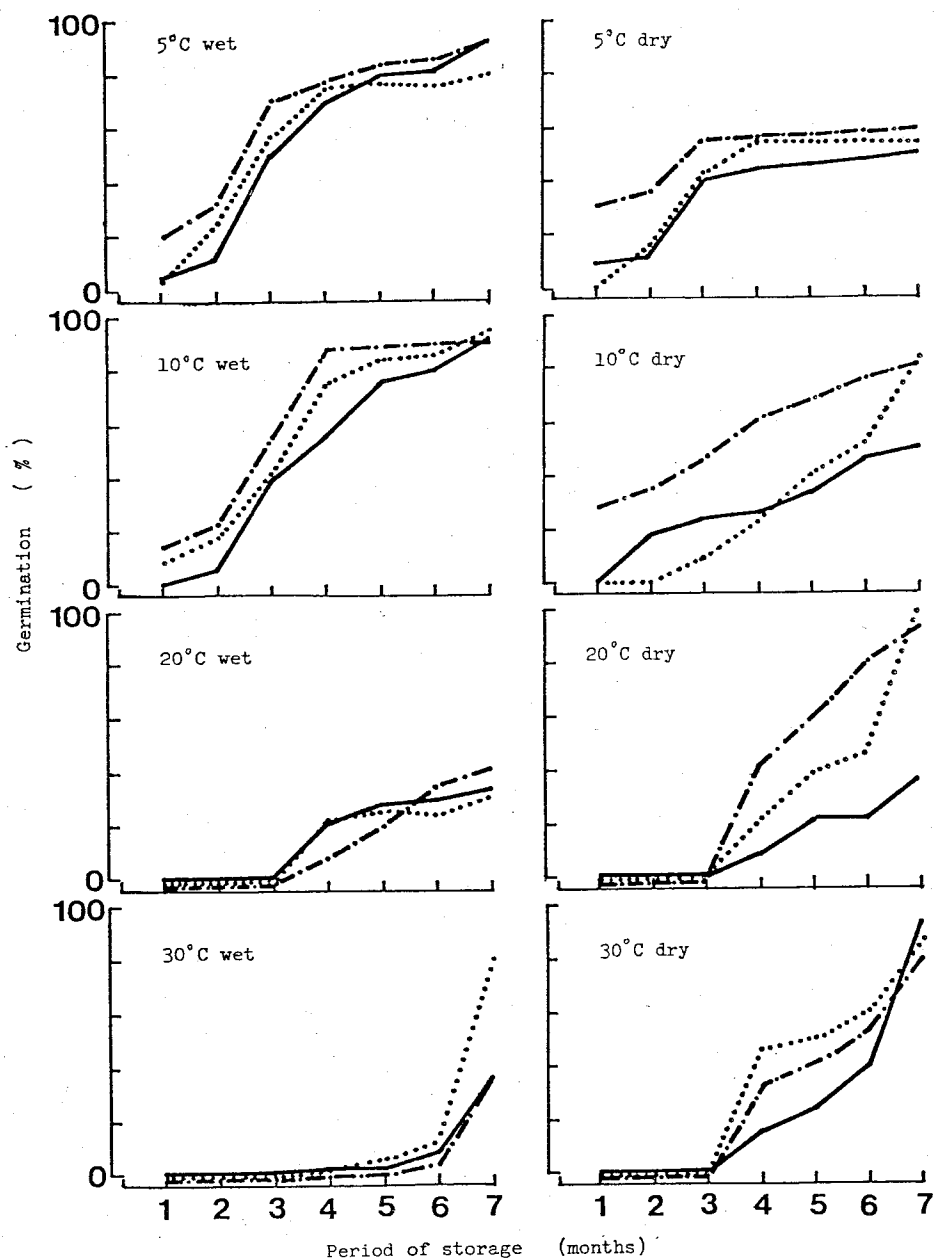 100
5°C wet
5°C dry
0
100
10°C wet
10°C dry
0
Germination ( % )
100
20°C wet
20°C dry
0
100
30°C wet
30°C dry
0
1 2 3 4 5 6 7
1 2 3 4 5 6 7
Period of storage (months)